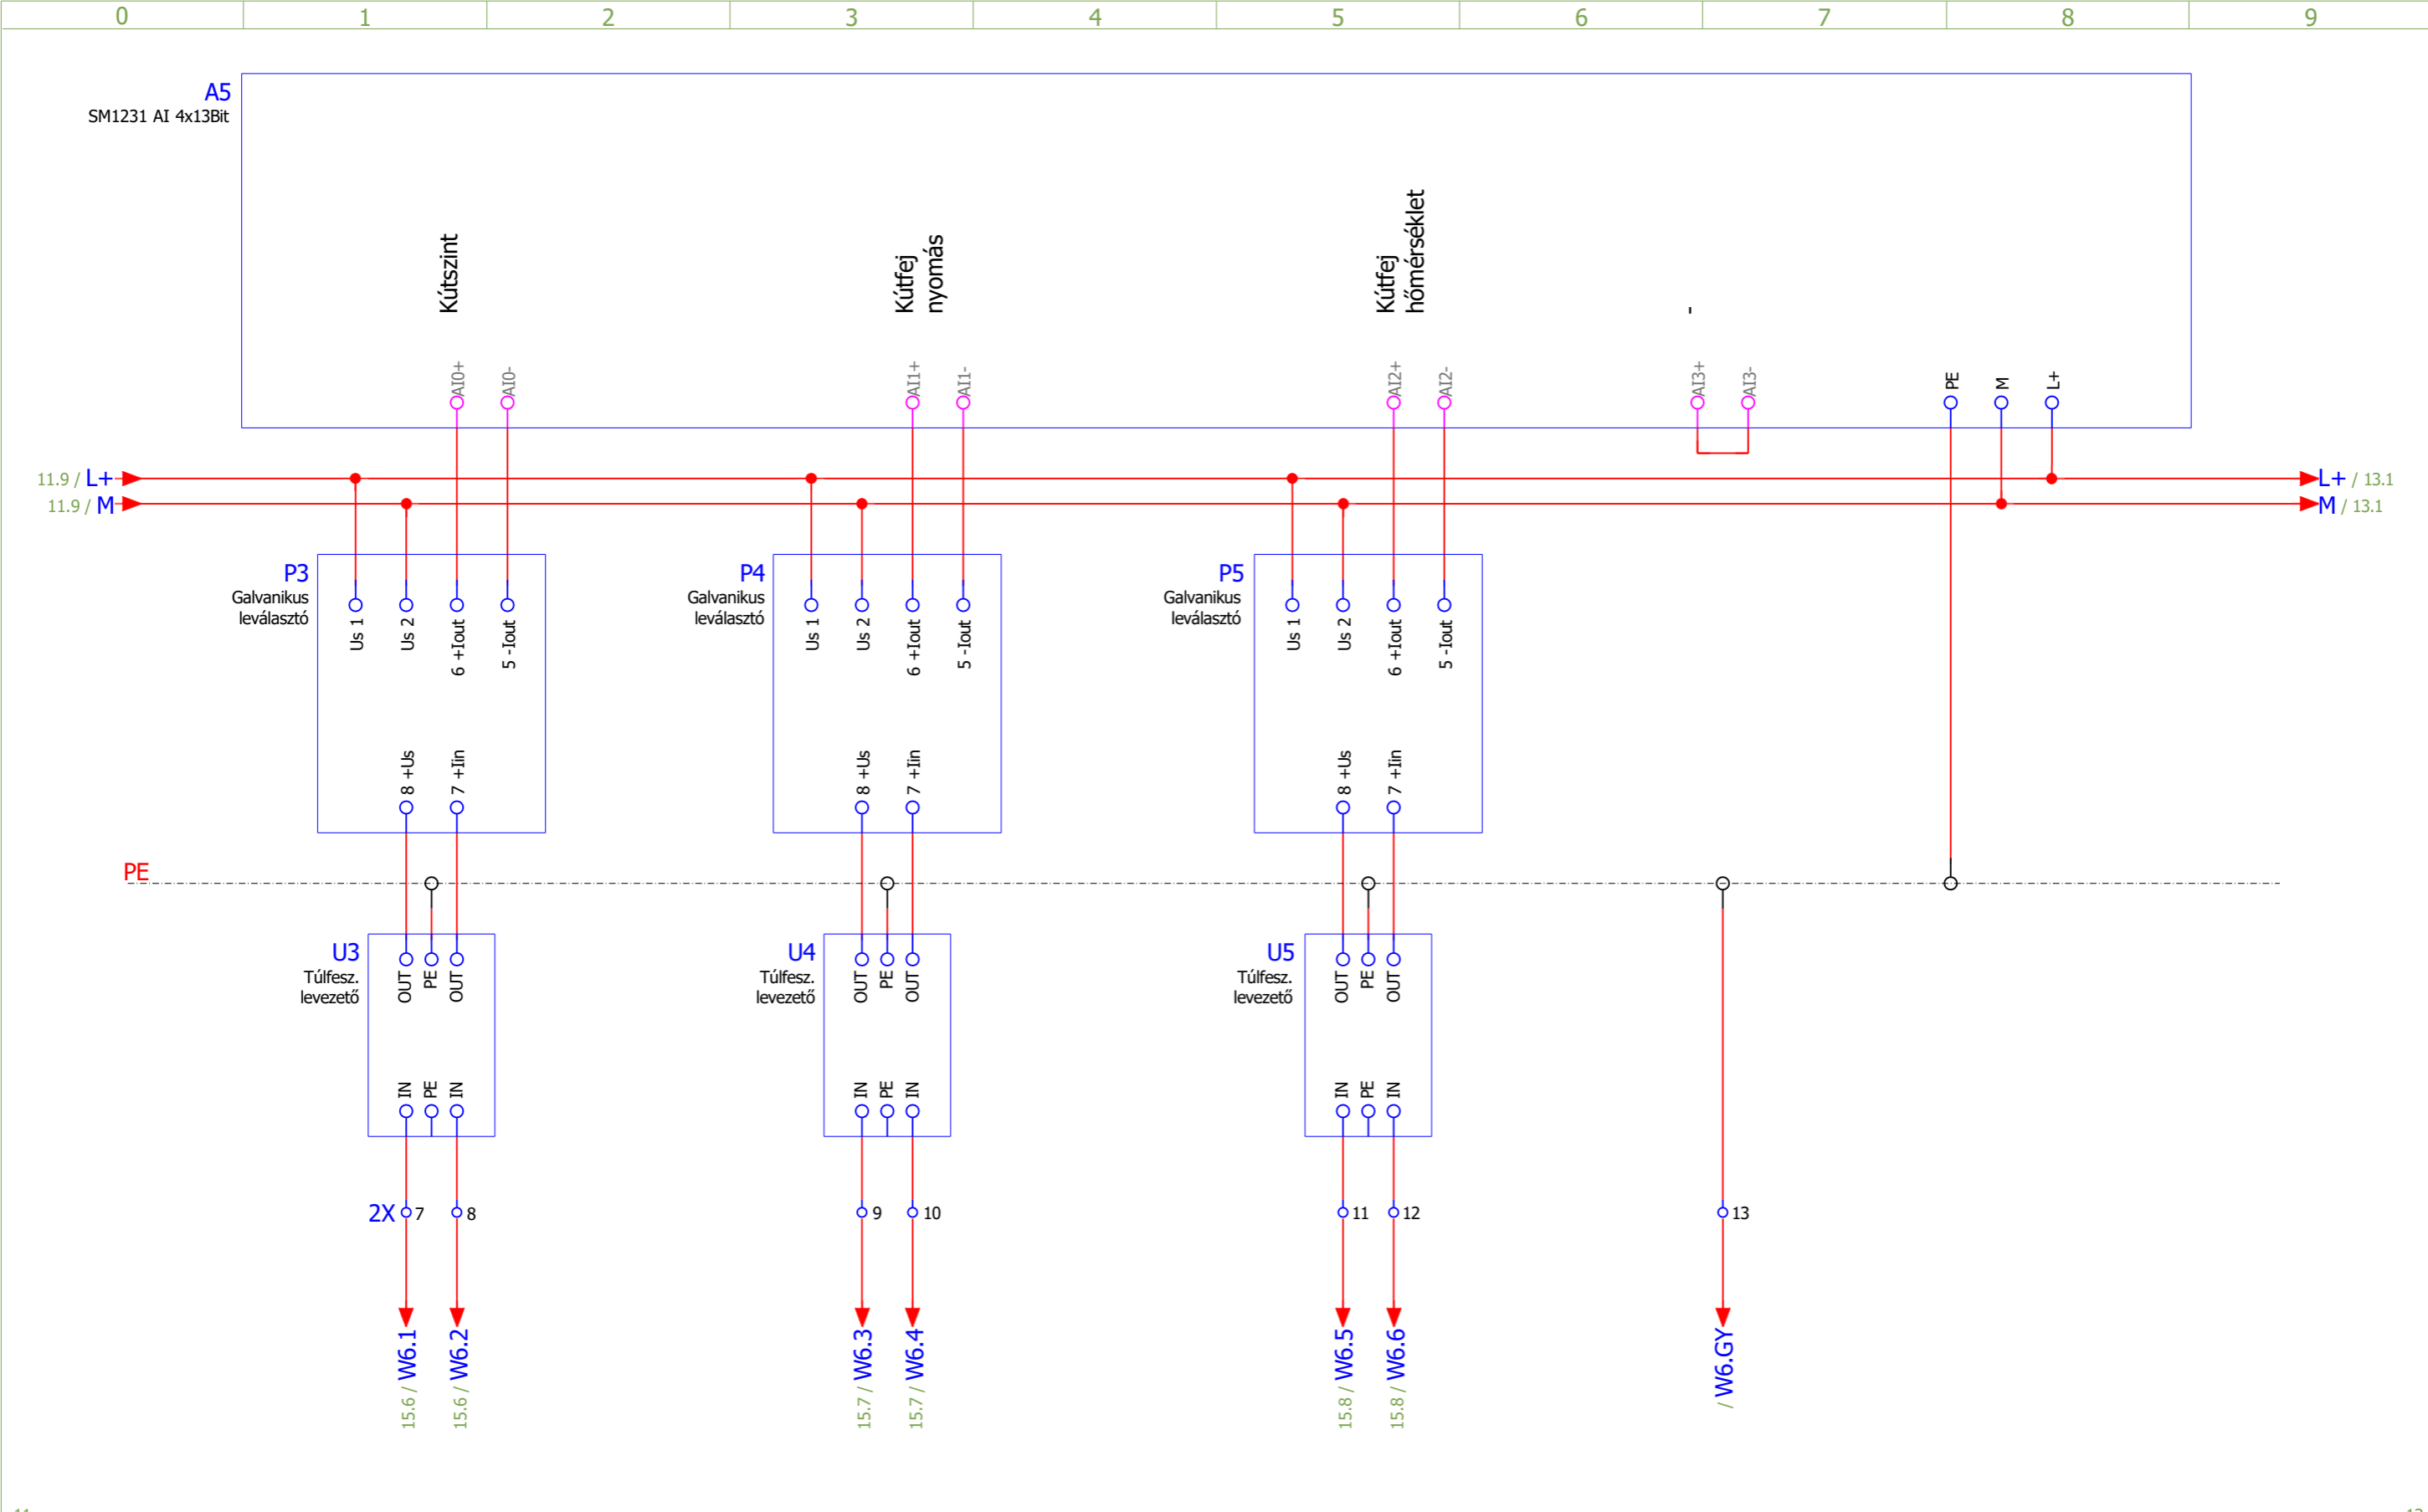 0 1 2 3 4 5 6 7 8 9
A5
SM1231 AI 4x13Bit
Kútszint
Kútfej
nyomás
Kútfej
hőmérséklet
-
AI0+ AI0- AI1+ AI1- AI2+ AI2- AI3+ AI3- PE M L+
11.9 / L+ L+ / 13.1
11.9 / M M / 13.1
P3
Galvanikus
leválasztó
Us 1 Us 2 6 +Iout 5 -Iout
8 +Us 7 +Iin
P4
Galvanikus
leválasztó
Us 1 Us 2 6 +Iout 5 -Iout
8 +Us 7 +Iin
P5
Galvanikus
leválasztó
Us 1 Us 2 6 +Iout 5 -Iout
8 +Us 7 +Iin
PE
U3
Túlfesz.
levezető
OUT PE OUT
IN PE IN
U4
Túlfesz.
levezető
OUT PE OUT
IN PE IN
U5
Túlfesz.
levezető
OUT PE OUT
IN PE IN
2X 7 8 9 10 11 12 13
15.6 / W6.1
15.6 / W6.2
15.7 / W6.3
15.7 / W6.4
15.8 / W6.5
15.8 / W6.6
/ W6.GY